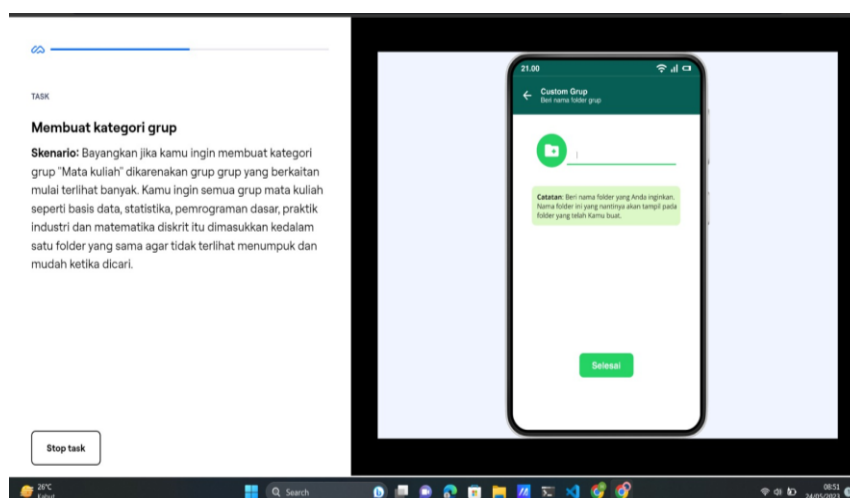 TASK
Membuat kategori grup
Skenario: Bayangkan jika kamu ingin membuat kategori
grup "Mata kuliah" dikarenakan grup grup yang berkaitan
mulai terlihat banyak. Kamu ingin semua grup mata kuliah
seperti basis data, statistika, pemrograman dasar, praktik
industri dan matematika diskrit itu dimasukkan kedalam
satu folder yang sama agar tidak terlihat menumpuk dan
mudah ketika dicari.
Stop task
21.00
Custom Grup
Beri nama folder grup
Catatan: Beri nama folder yang Anda inginkan.
Nama folder ini yang nantinya akan tampil pada
folder yang telah Kamu buat.
Selesai
26°C
Kabut
Search
08:51
24/05/2023